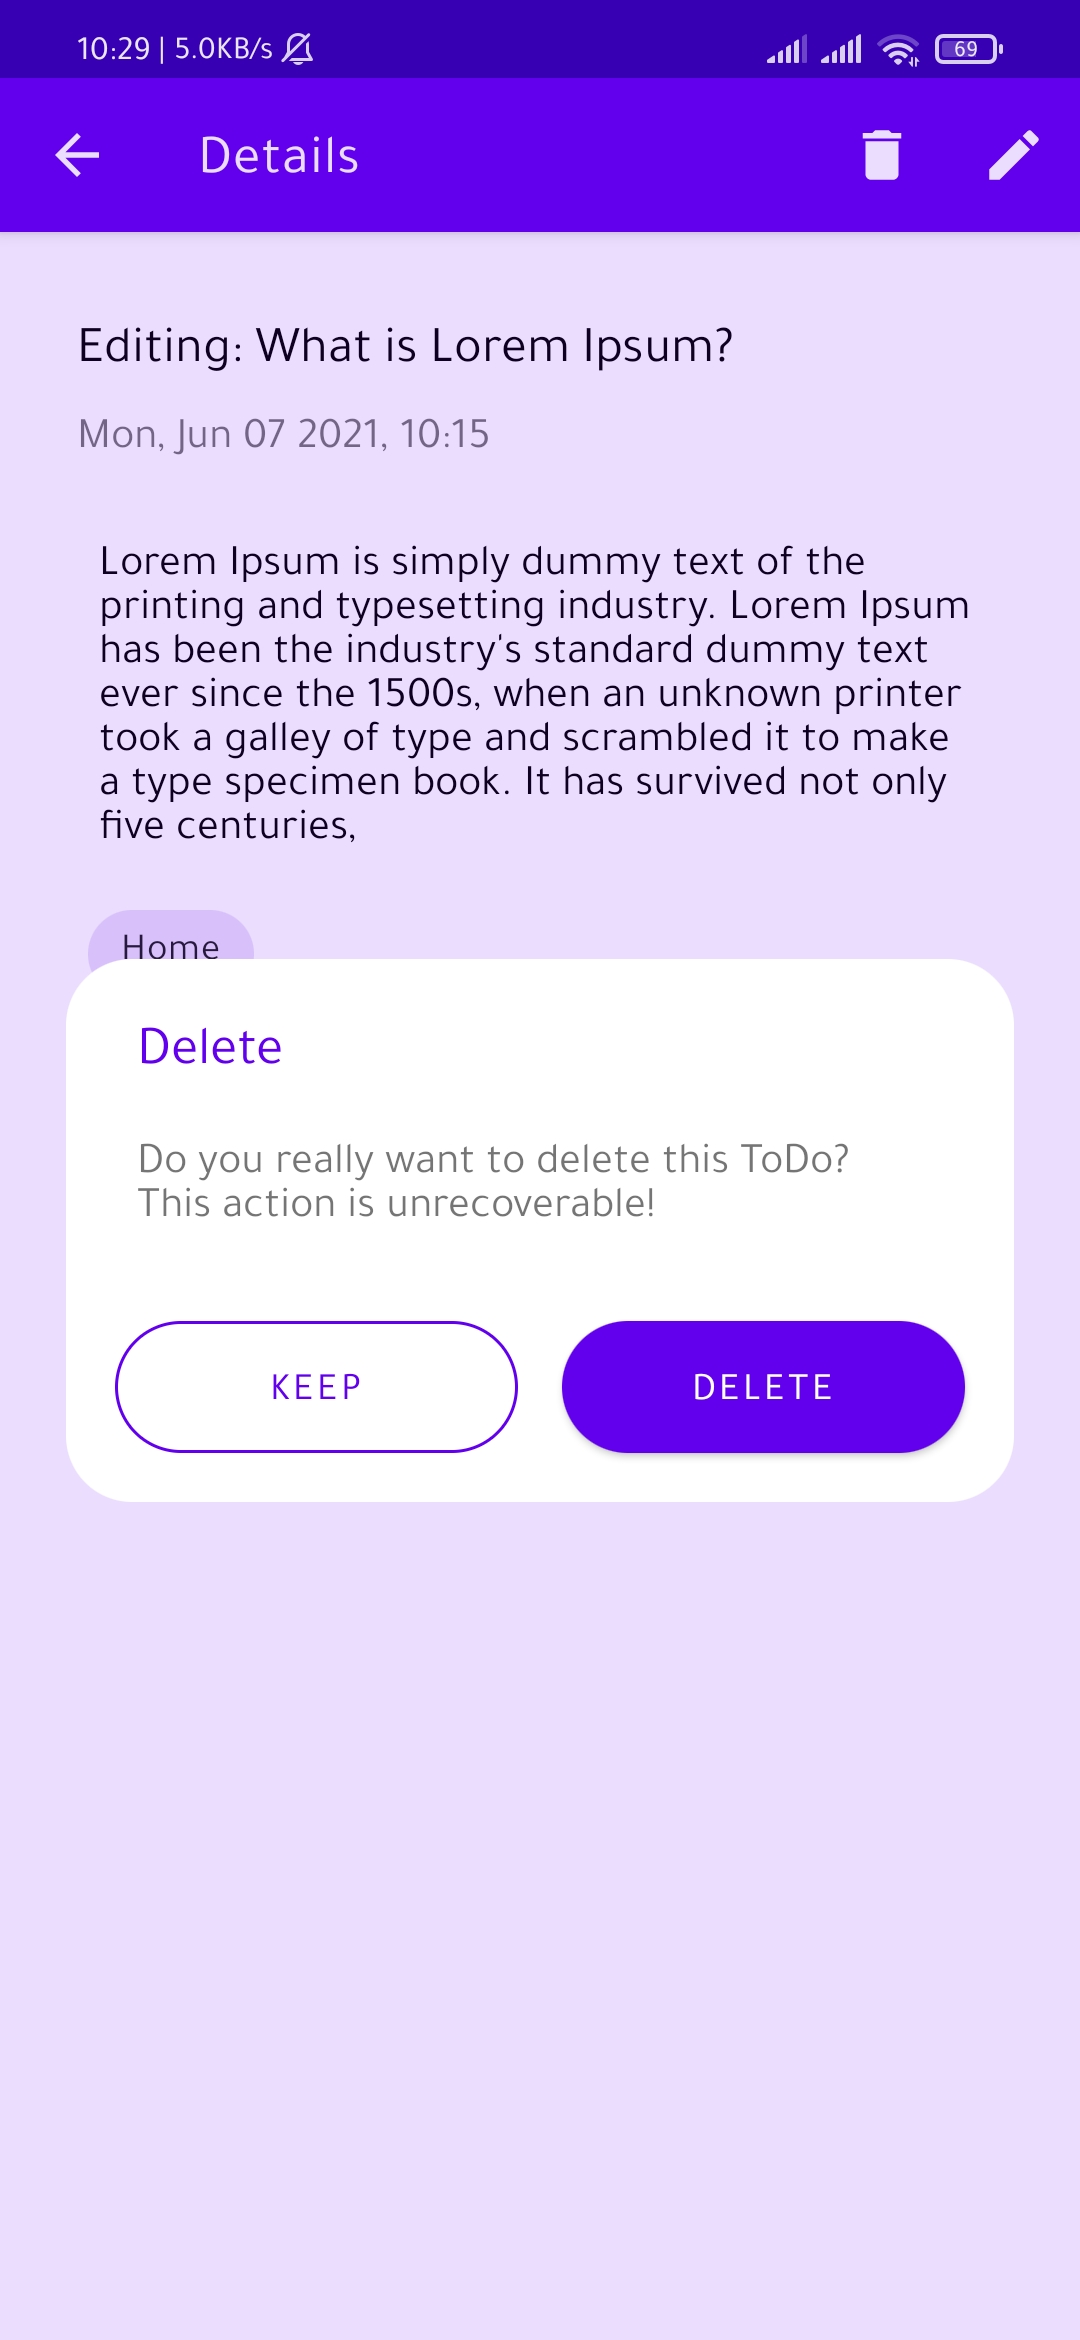 10:29 | 5.0KB/s
69
Details
Editing: What is Lorem Ipsum?
Mon, Jun 07 2021, 10:15
Lorem Ipsum is simply dummy text of the
printing and typesetting industry. Lorem Ipsum
has been the industry's standard dummy text
ever since the 1500s, when an unknown printer
took a galley of type and scrambled it to make
a type specimen book. It has survived not only
five centuries,
Home
Delete
Do you really want to delete this ToDo?
This action is unrecoverable!
KEEP
DELETE